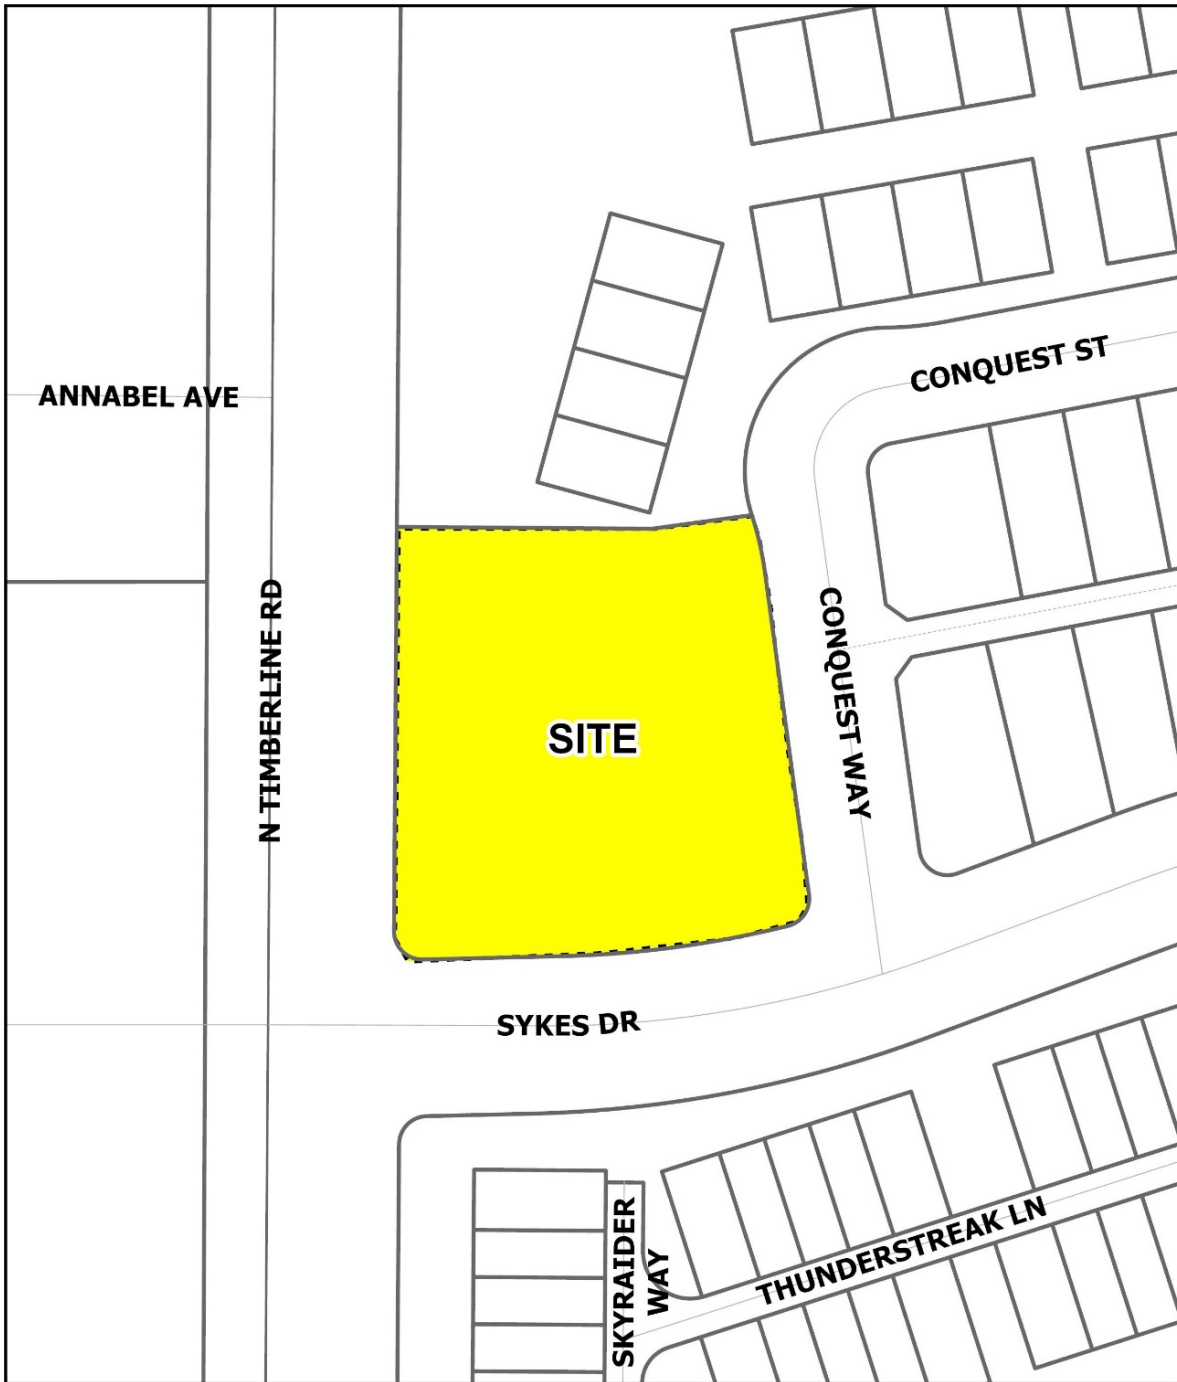 CONQUEST ST
ANNABEL AVE
N TIMBERLINE RD
CONQUEST WAY
SITE
SYKES DR
SKYRAIDER
WAY
THUNDERSTREAK LN